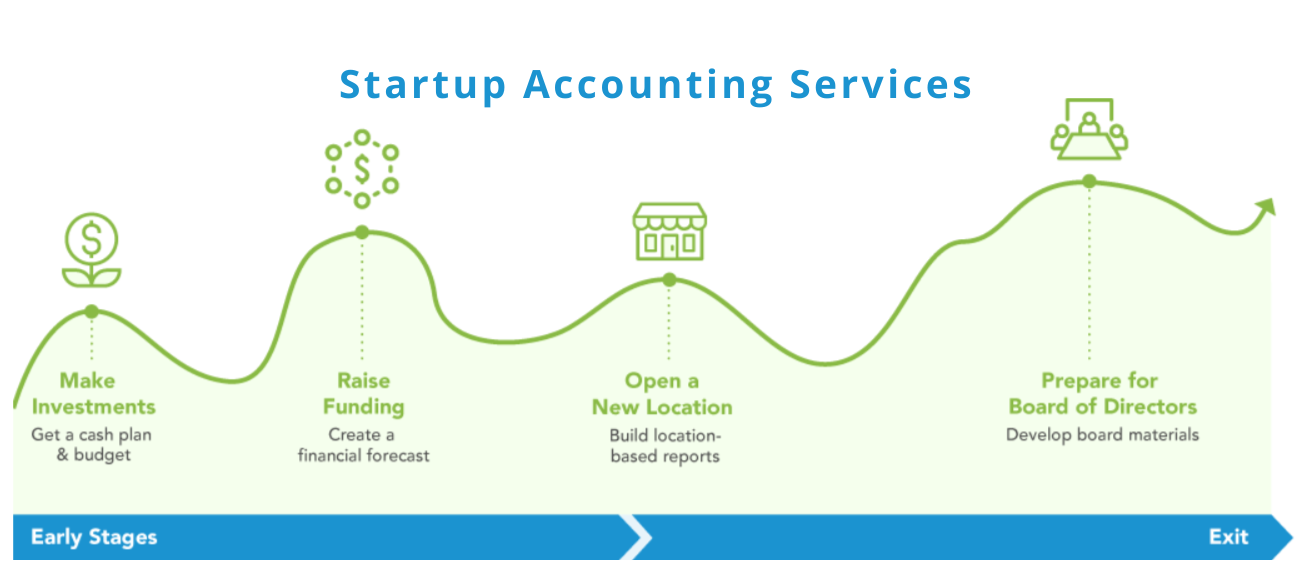 Startup Accounting Services
Make
Investments
Get a cash plan
& budget
Raise
Funding
Create a
financial forecast
Open a
New Location
Build location-
based reports
Prepare for
Board of Directors
Develop board materials
Early Stages
Exit